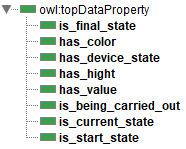 owl:topDataProperty
is_final_state
has_color
has_device_state
has_hight
has_value
is_being_carried_out
is_current_state
is_start_state